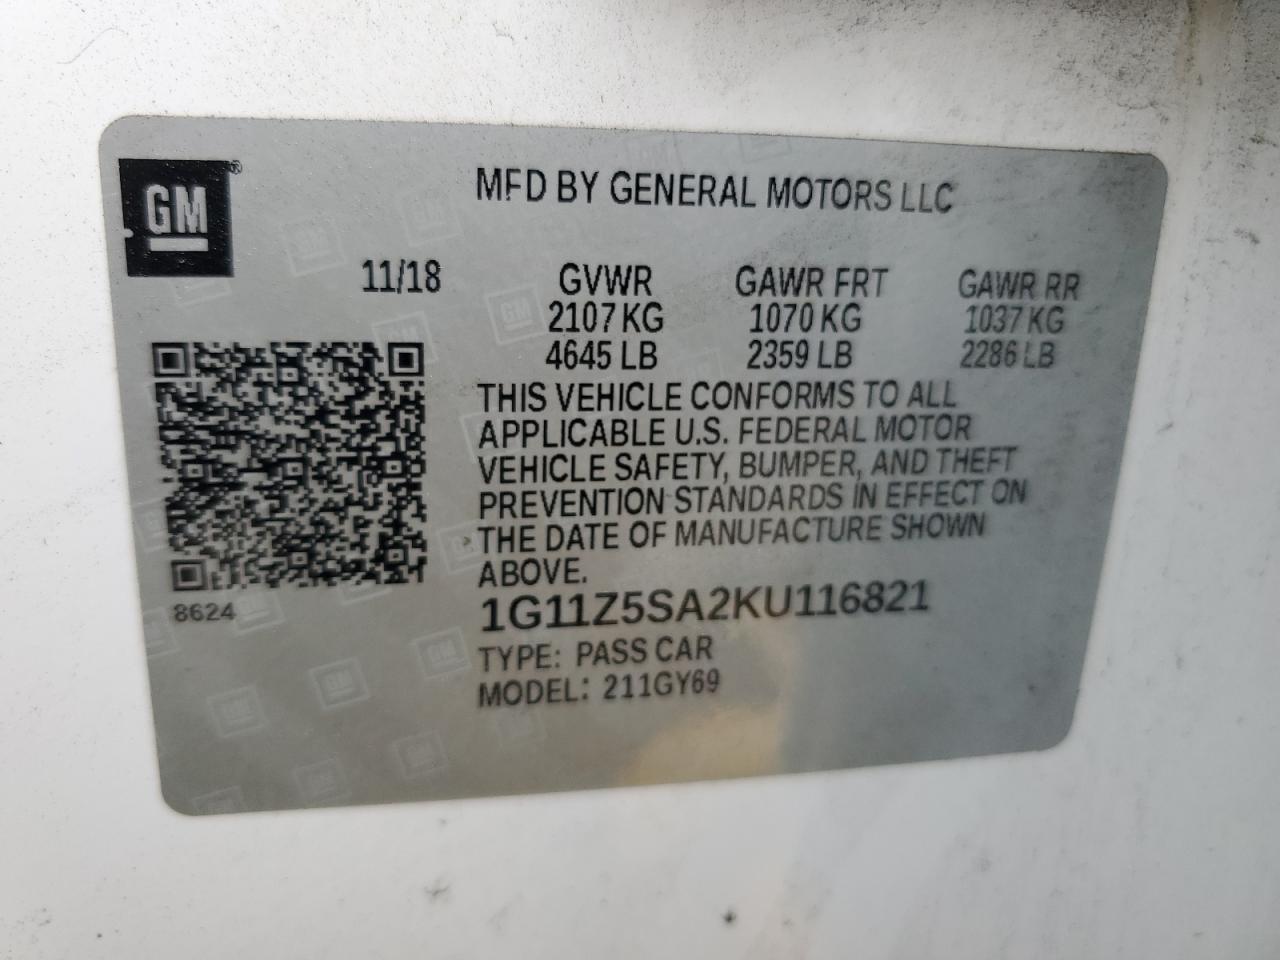 GM®
MFD BY GENERAL MOTORS LLC
11/18 GVWR GAWR FRT GAWR RR
2107 KG 1070 KG 1037 KG
4645 LB 2359 LB 2286 LB
THIS VEHICLE CONFORMS TO ALL
APPLICABLE U.S. FEDERAL MOTOR
VEHICLE SAFETY, BUMPER, AND THEFT
PREVENTION STANDARDS IN EFFECT ON
THE DATE OF MANUFACTURE SHOWN
ABOVE.
8624
1G11Z5SA2KU116821
TYPE: PASS CAR
MODEL: 211GY69